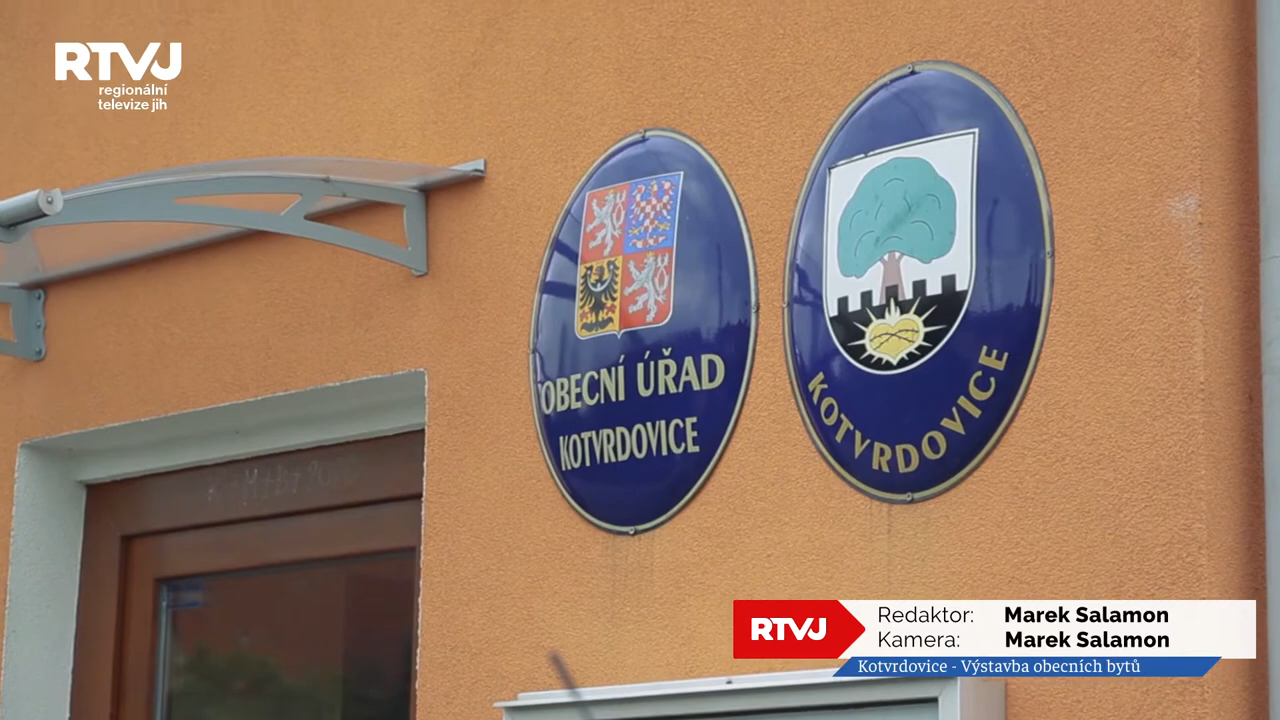 RTVJ
regionální
televize jih
OBECNÍ ÚŘAD
KOTVRDOVICE
KOTVRDOVICE
RTVJ
Redaktor: Marek Salamon
Kamera: Marek Salamon
Kotvrdovice - Výstavba obecních bytů